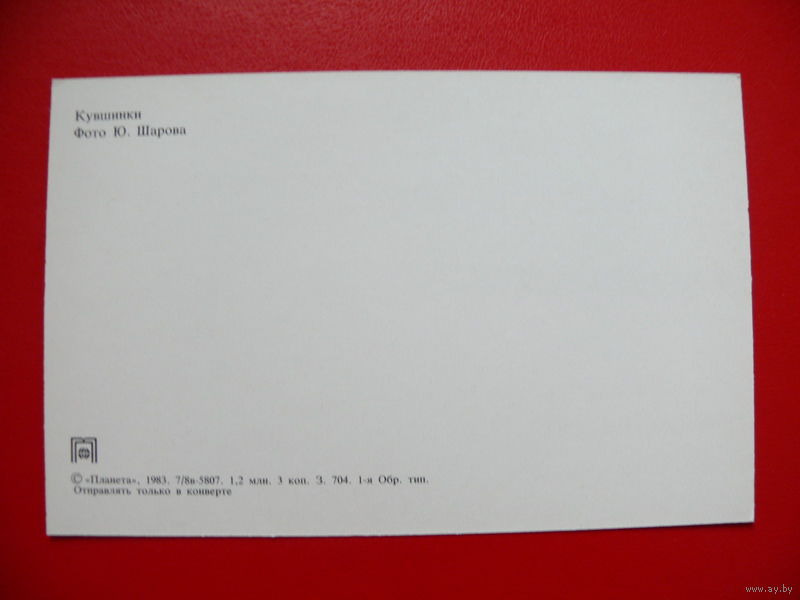 Кувшинки
Фото Ю. Шарова
© «Планета», 1983. 7/8в-5807. 1,2 млн. 3 коп. З. 704. 1-я Обр. тип.
Отправлять только в конверте
www.ay.by